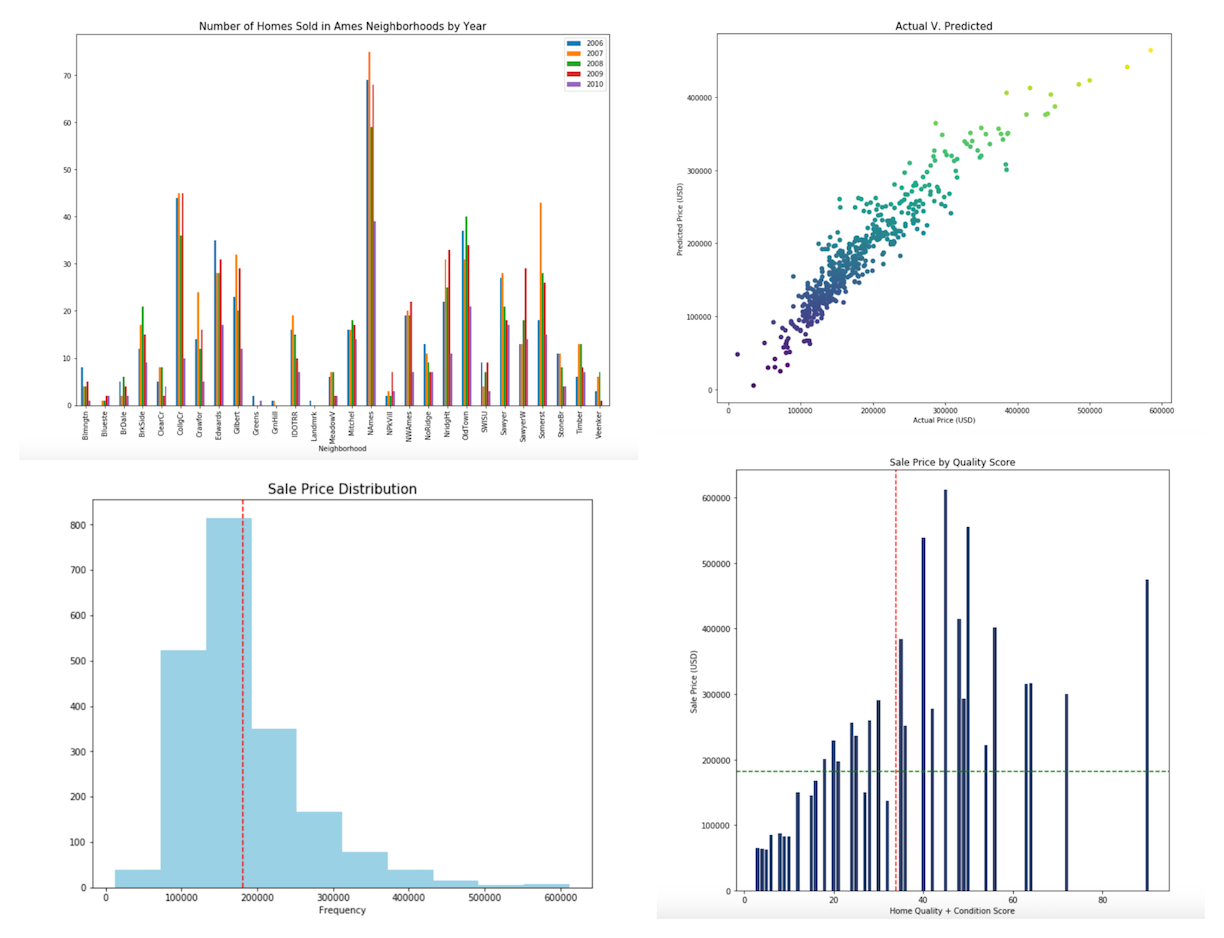 Number of Homes Sold in Ames Neighborhoods by Year
2006
2007
2008
2009
2010
70
60
50
40
30
20
10
0
Blmngtn
Blueste
BrDale
BrkSide
ClearCr
CollgCr
Crawfor
Edwards
Gilbert
Greens
GrnHill
IDOTRR
Landmrk
MeadowV
Mitchel
NAmes
NPkVill
NWAmes
NoRidge
NridgHt
OldTown
SWISU
Sawyer
SawyerW
Somerst
StoneBr
Timber
Veenker
Neighborhood
Actual V. Predicted
Predicted Price (USD)
400000
300000
200000
100000
0
0 100000 200000 300000 400000 500000 600000
Actual Price (USD)
Sale Price Distribution
800
700
600
500
400
300
200
100
0
0 100000 200000 300000 400000 500000 600000
Frequency
Sale Price by Quality Score
Sale Price (USD)
600000
500000
400000
300000
200000
100000
0
0 20 40 60 80
Home Quality + Condition Score